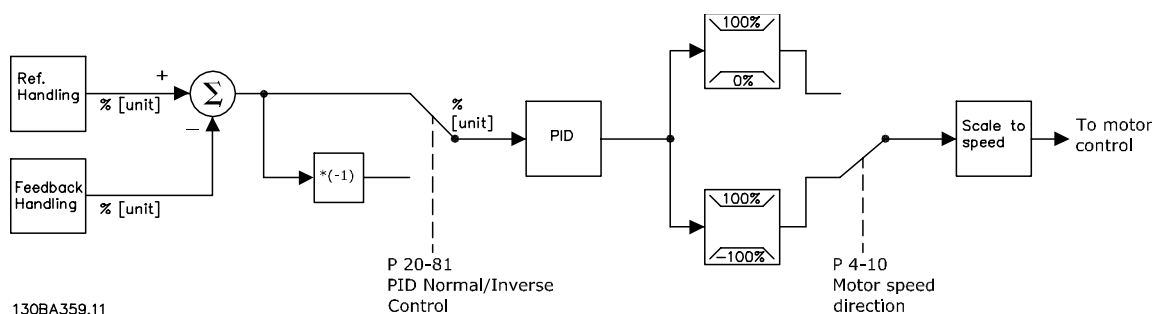 Ref.
Handling
+
% [unit]
Σ
−
Feedback
Handling
% [unit]
*(-1)
P 20-81
PID Normal/Inverse
Control
%
[unit]
PID
100%
0%
100%
-100%
P 4-10
Motor speed
direction
Scale to
speed
To motor
control
130BA359.11